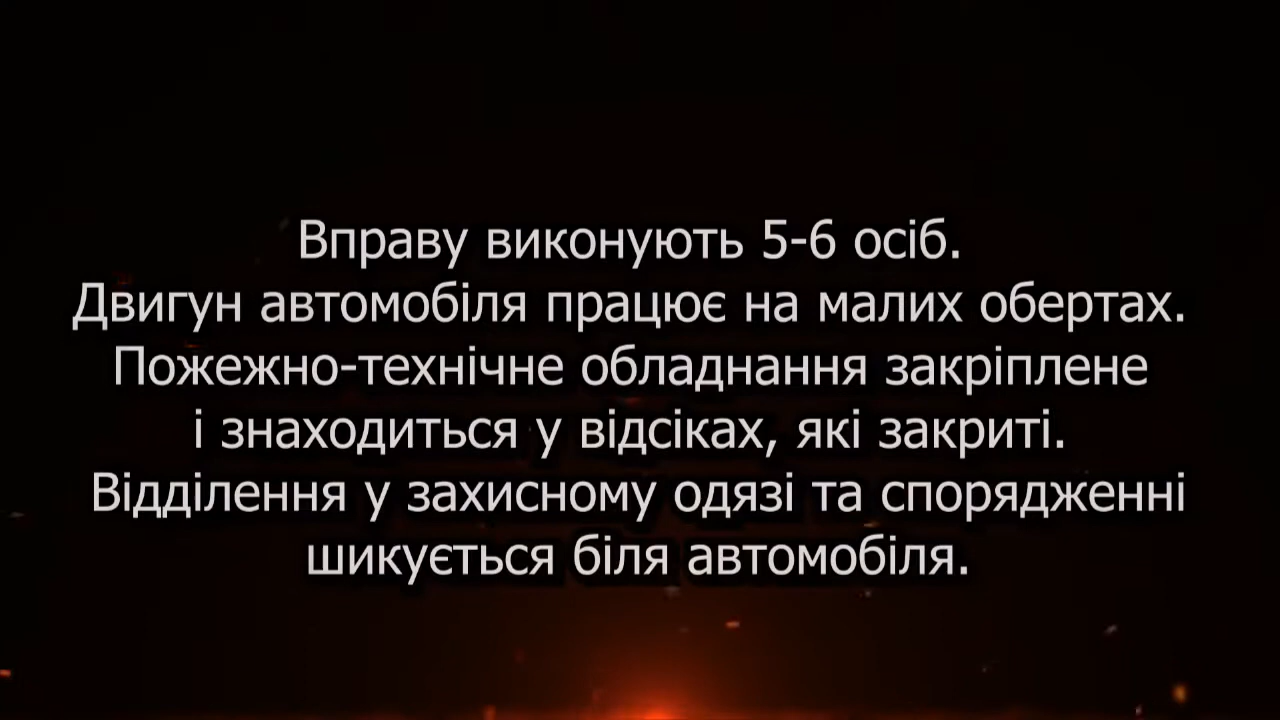 Вправу виконують 5-6 осіб.
Двигун автомобіля працює на малих обертах.
Пожежно-технічне обладнання закріплене
і знаходиться у відсіках, які закриті.
Відділення у захисному одязі та спорядженні
шикується біля автомобіля.